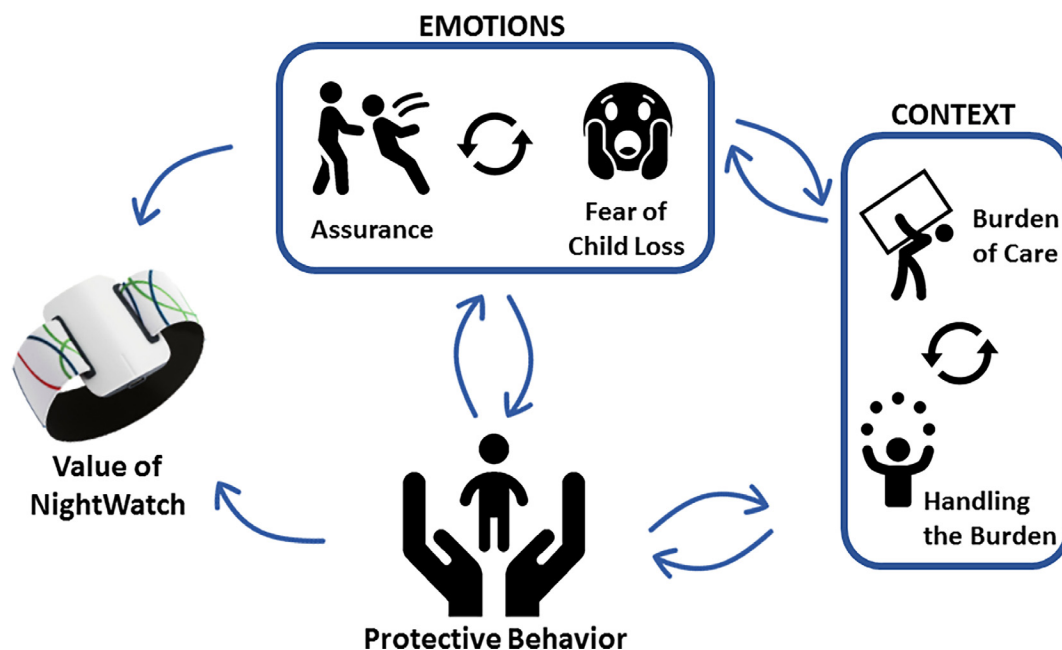 EMOTIONS
Assurance
Fear of
Child Loss
CONTEXT
Burden
of Care
Handling
the Burden
Value of
NightWatch
Protective Behavior